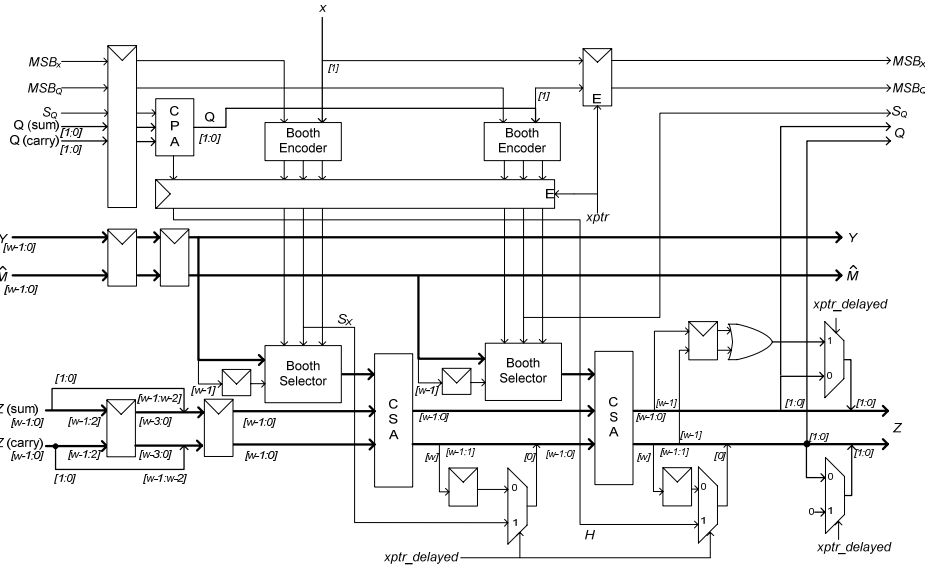 x
MSBx
MSBx
[1]
MSBQ
MSBQ
[1]
E
SQ
SQ
Q (sum)
[1:0]
Q (carry)
[1:0]
C
P
A
Q
[1:0]
Booth
Encoder
Booth
Encoder
Q
E
xptr
Y
[w-1:0]
Y
M̂
[w-1:0]
M̂
xptr_delayed
Sx
Booth
Selector
Booth
Selector
[w-1]
[w-1]
[w-1]
1
0
[1:0]
[w-1:w-2]
Z (sum)
[w-1:0]
[w-1:2]
[w-3:0]
[w-1:0]
C
S
A
[w-1:0]
C
S
A
[w-1:0]
[1:0]
[1:0]
Z
Z (carry)
[w-1:0]
[w-1:2]
[w-3:0]
[w-1:0]
[w-1:1]
[w]
[0]
[w-1:0]
[w-1]
[w-1:1]
[w]
[0]
[1:0]
[1:0]
[1:0]
[w-1:w-2]
0
1
0
1
0
0
1
H
xptr_delayed
xptr_delayed